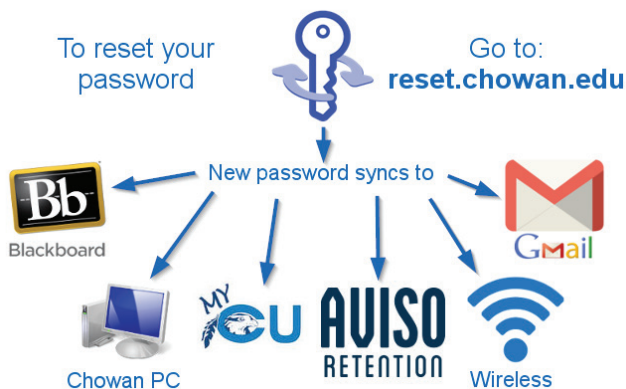 To reset your
password
Go to:
reset.chowan.edu
New password syncs to
Bb
Blackboard
Gmail
MY
CU
AVISO
RETENTION
Chowan PC
Wireless